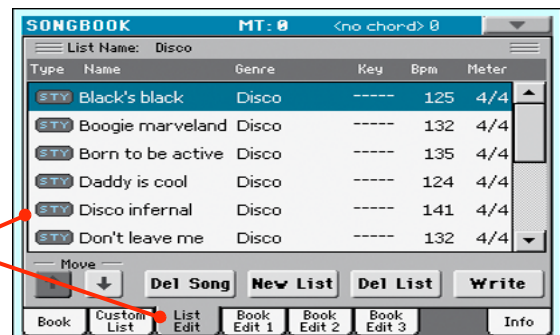 SONGBOOK MT: 0 <no chord> 0
List Name: Disco
Type Name Genre Key Bpm Meter
STY Black's black Disco ----- 125 4/4
STY Boogie marveland Disco ----- 132 4/4
STY Born to be active Disco ----- 135 4/4
STY Daddy is cool Disco ----- 124 4/4
STY Disco infernal Disco ----- 141 4/4
STY Don't leave me Disco ----- 132 4/4
Move
Del Song New List Del List Write
Book Custom List List Edit Book Edit 1 Book Edit 2 Book Edit 3 Info